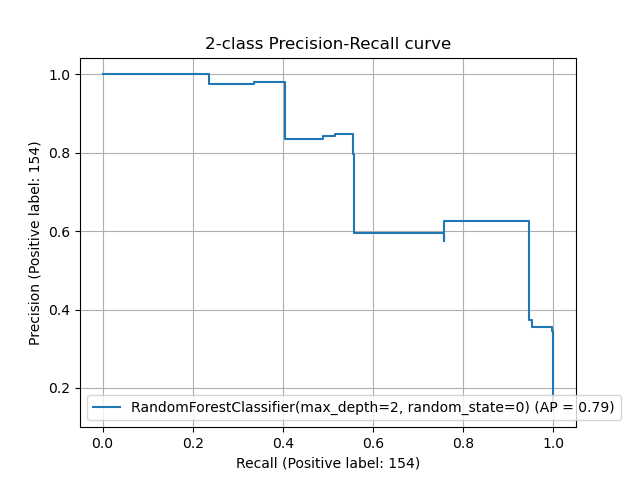 2-class Precision-Recall curve
1.0
0.8
0.6
0.4
0.2
Precision (Positive label: 154)
RandomForestClassifier(max_depth=2, random_state=0) (AP = 0.79)
0.0 0.2 0.4 0.6 0.8 1.0
Recall (Positive label: 154)